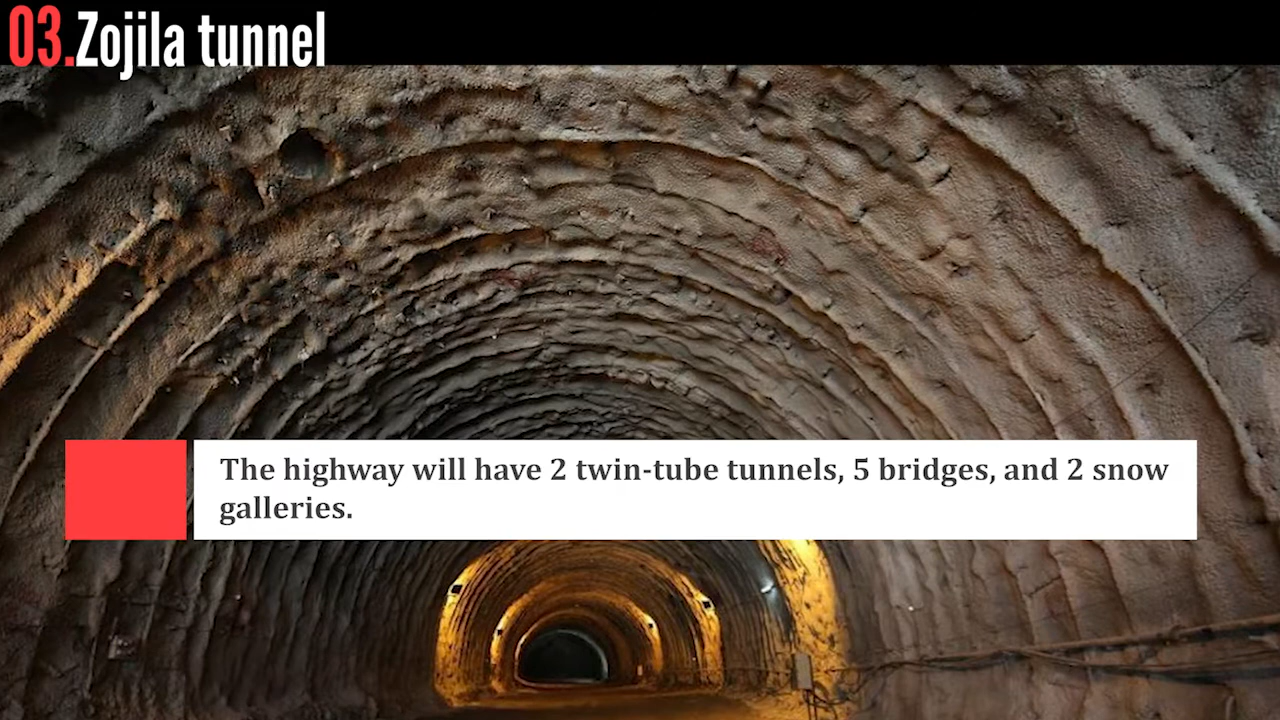 03.Zojila tunnel
The highway will have 2 twin-tube tunnels, 5 bridges, and 2 snow
galleries.